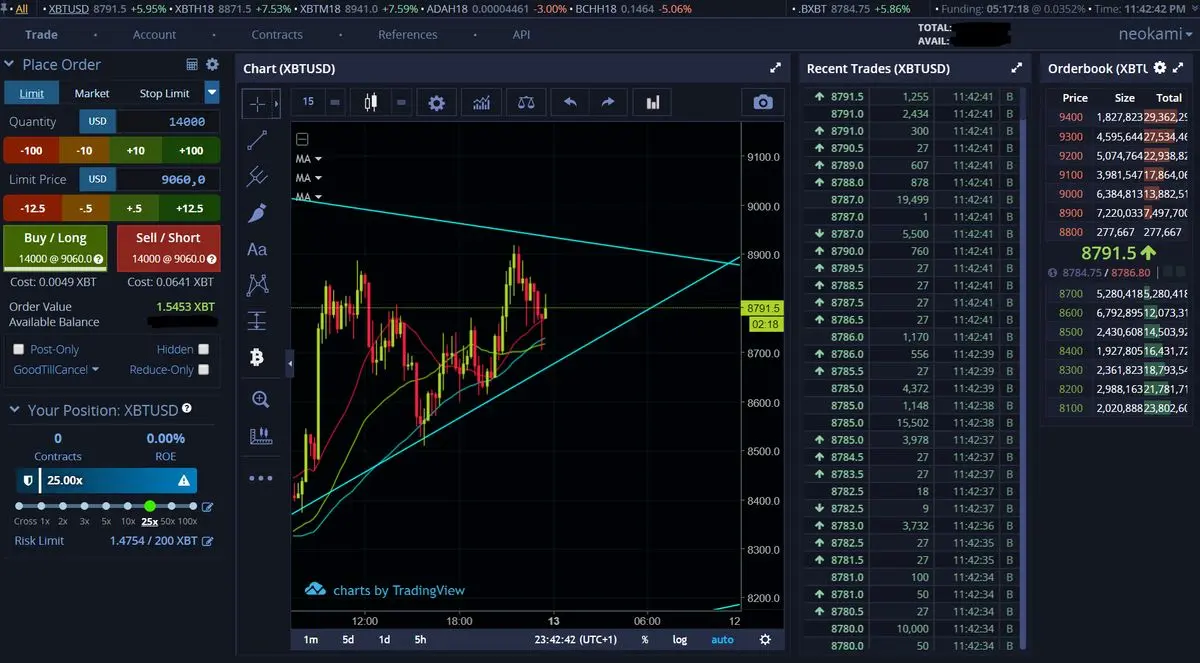 All • XBTUSD 8791.5 +5.95% • XBTH18 8871.5 +7.53% • XBTM18 8941.0 +7.59% • ADAH18 0.00004461 -3.00% • BCHH18 0.1464 -5.06% • .BXBT 8784.75 +5.86% • Funding: 05:17:18 @ 0.0352% • Time: 11:42:42 PM
Trade • Account • Contracts • References • API TOTAL: AVAIL: neokami
Place Order
Limit Market Stop Limit
Quantity USD 14000
-100 -10 +10 +100
Limit Price USD 9060,0
-12.5 -.5 +.5 +12.5
Buy / Long Sell / Short
14000 @ 9060.0 ? 14000 @ 9060.0 ?
Cost: 0.0049 XBT Cost: 0.0641 XBT
Order Value 1.5453 XBT
Available Balance
Post-Only Hidden
GoodTillCancel Reduce-Only
Your Position: XBTUSD ?
0 0.00%
Contracts ROE
25.00x
Cross 1x 2x 3x 5x 10x 25x 50x 100x
Risk Limit 1.4754 / 200 XBT
Chart (XBTUSD)
15
Aa
MA
MA
MA
9100.0
9000.0
8900.0
8791.5
02:18
8700.0
8600.0
8500.0
8400.0
8300.0
8200.0
charts by TradingView
12:00 18:00 13 06:00 12
1m 5d 1d 5h 23:42:42 (UTC+1) % log auto
Recent Trades (XBTUSD)
8791.5 1,255 11:42:41 B
8791.0 2,434 11:42:41 B
8791.0 300 11:42:41 B
8790.5 27 11:42:41 B
8789.0 607 11:42:41 B
8788.0 878 11:42:41 B
8787.0 19,499 11:42:41 B
8787.0 1 11:42:41 B
8787.0 5,500 11:42:41 B
8790.0 760 11:42:41 B
8789.5 27 11:42:41 B
8788.5 27 11:42:41 B
8787.5 27 11:42:41 B
8786.5 27 11:42:41 B
8786.0 1,170 11:42:41 B
8786.0 556 11:42:39 B
8785.5 27 11:42:39 B
8785.0 4,372 11:42:39 B
8785.0 1,148 11:42:38 B
8785.0 15,502 11:42:38 B
8785.0 3,978 11:42:37 B
8784.5 27 11:42:37 B
8783.5 27 11:42:37 B
8782.5 18 11:42:37 B
8782.5 9 11:42:37 B
8783.0 3,732 11:42:36 B
8782.5 27 11:42:35 B
8781.5 27 11:42:35 B
8781.0 100 11:42:34 B
8781.0 50 11:42:34 B
8780.5 27 11:42:34 B
8780.0 10,000 11:42:34 B
8780.0 50 11:42:34 B
Orderbook (XBTU
Price Size Total
9400 1,827,823 29,362,29
9300 4,595,644 27,534,46
9200 5,074,764 22,938,82
9100 3,981,547 17,864,06
9000 6,384,813 13,882,51
8900 7,220,033 7,497,700
8800 277,667 277,667
8791.5
8784.75 / 8786.80
8700 5,280,418 5,280,418
8600 6,792,895 12,073,31
8500 2,430,608 14,503,92
8400 1,927,805 16,431,72
8300 2,361,823 18,793,54
8200 2,988,163 21,781,71
8100 2,020,888 23,802,60